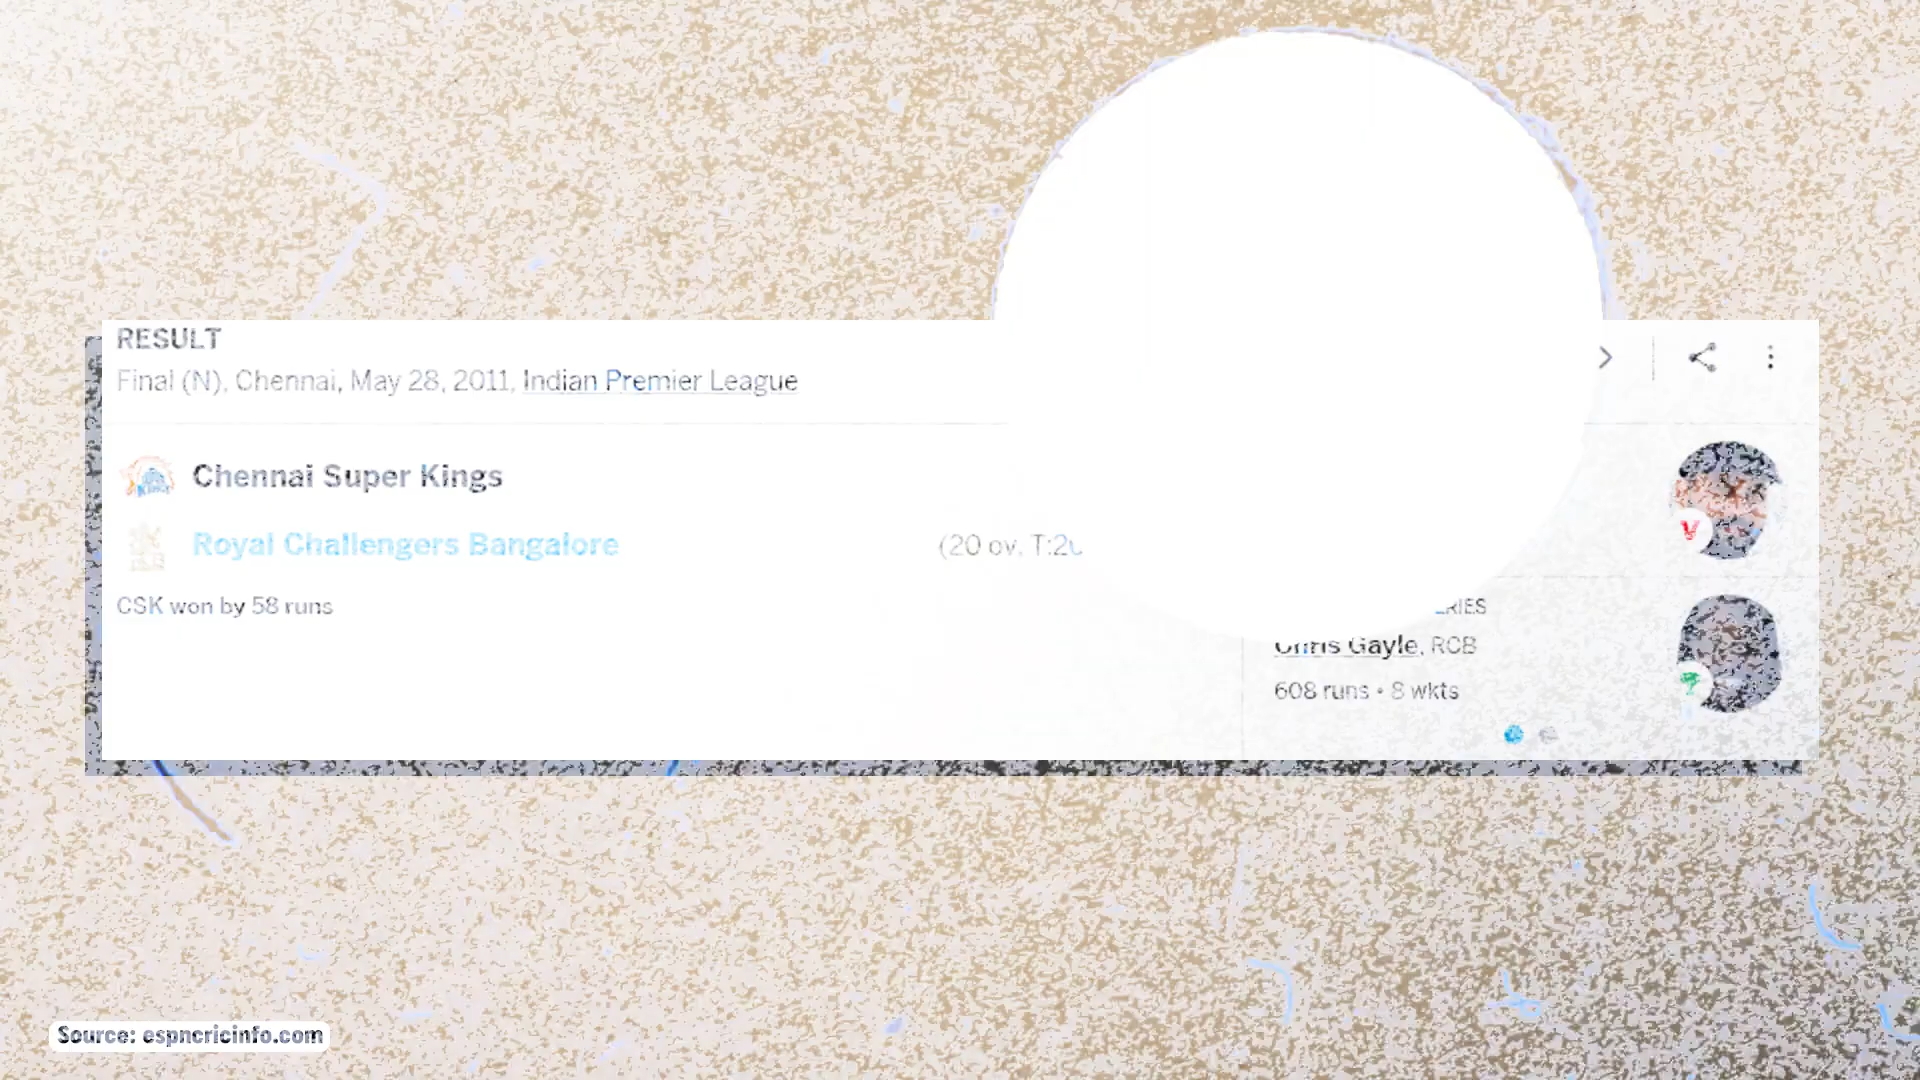 RESULT
Final (N), Chennai, May 28, 2011, Indian Premier League
Chennai Super Kings
Royal Challengers Bangalore
(20 ov, T:20
CSK won by 58 runs
Chris Gayle, RCB
608 runs • 8 wkts
Source: espncricinfo.com